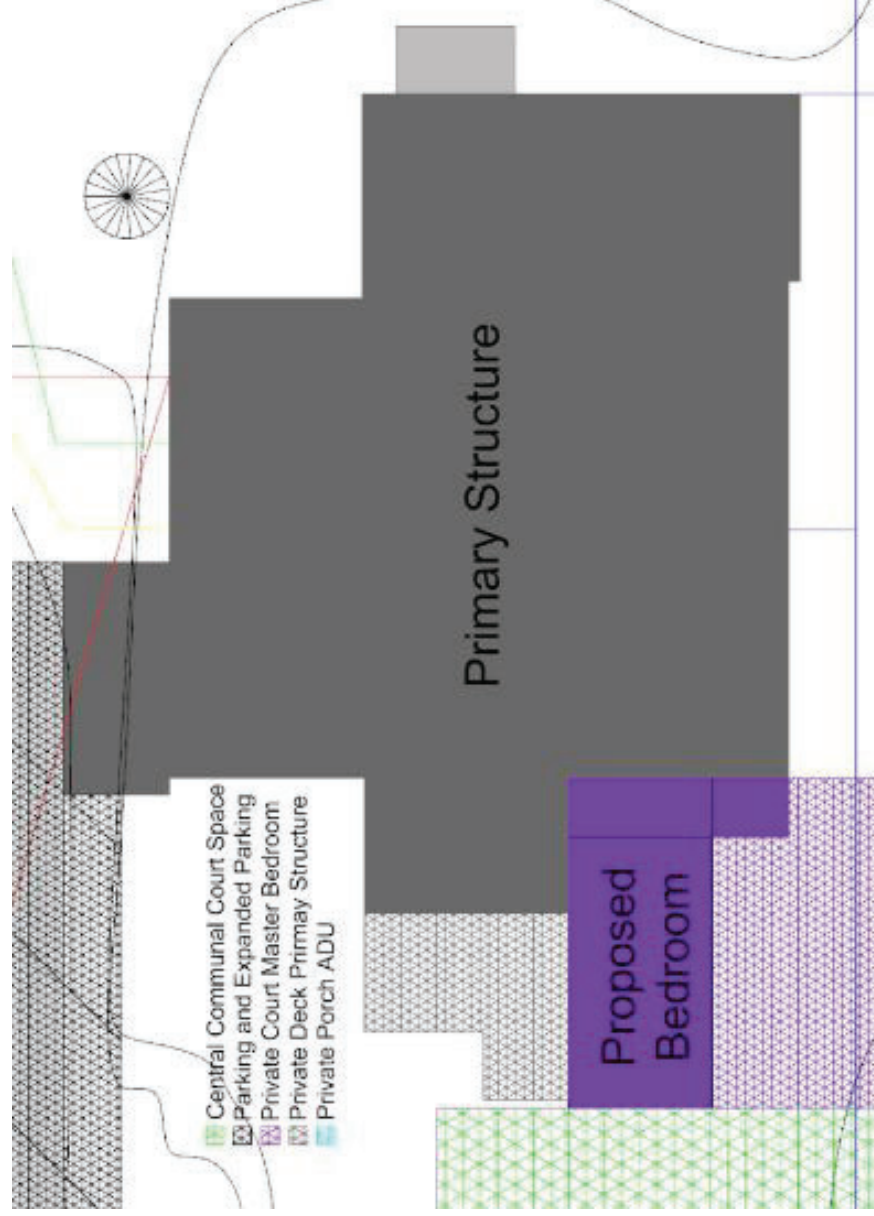 Primary Structure
Central Communal Court Space
Parking and Expanded Parking
Private Court Master Bedroom
Private Deck Prirmay Structure
Private Porch ADU
Proposed
Bedroom